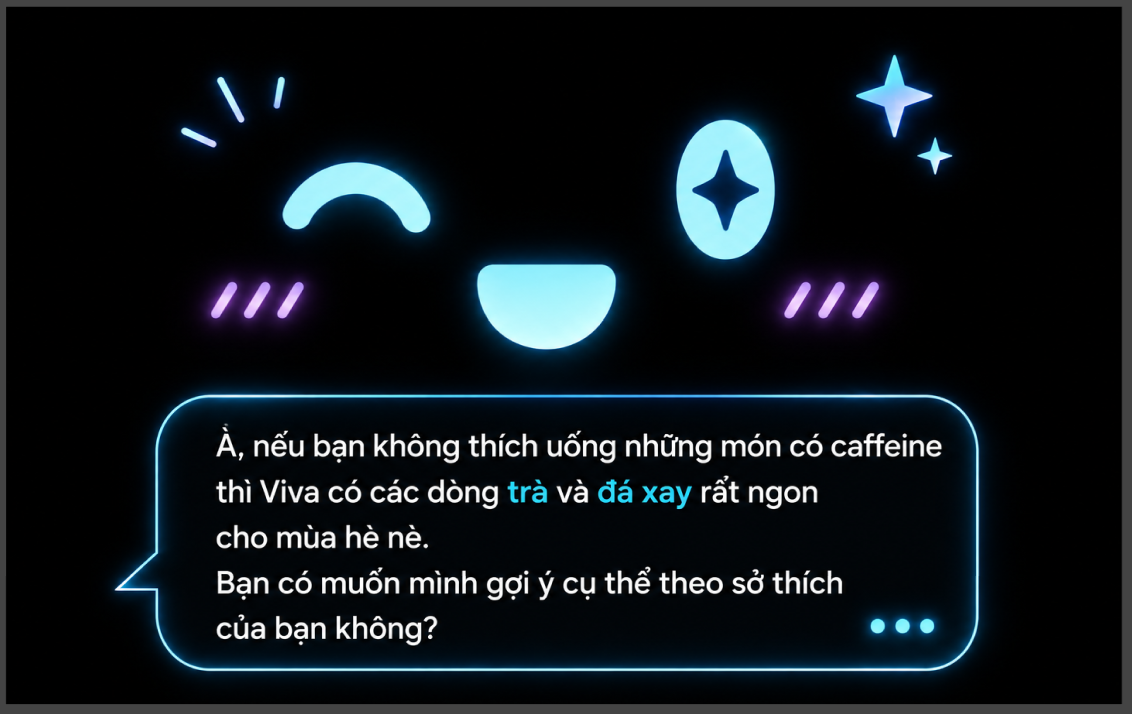 À, nếu bạn không thích uống những món có caffeine
thì Viva có các dòng trà và đá xay rất ngon
cho mùa hè nè.
Bạn có muốn mình gợi ý cụ thể theo sở thích
của bạn không?